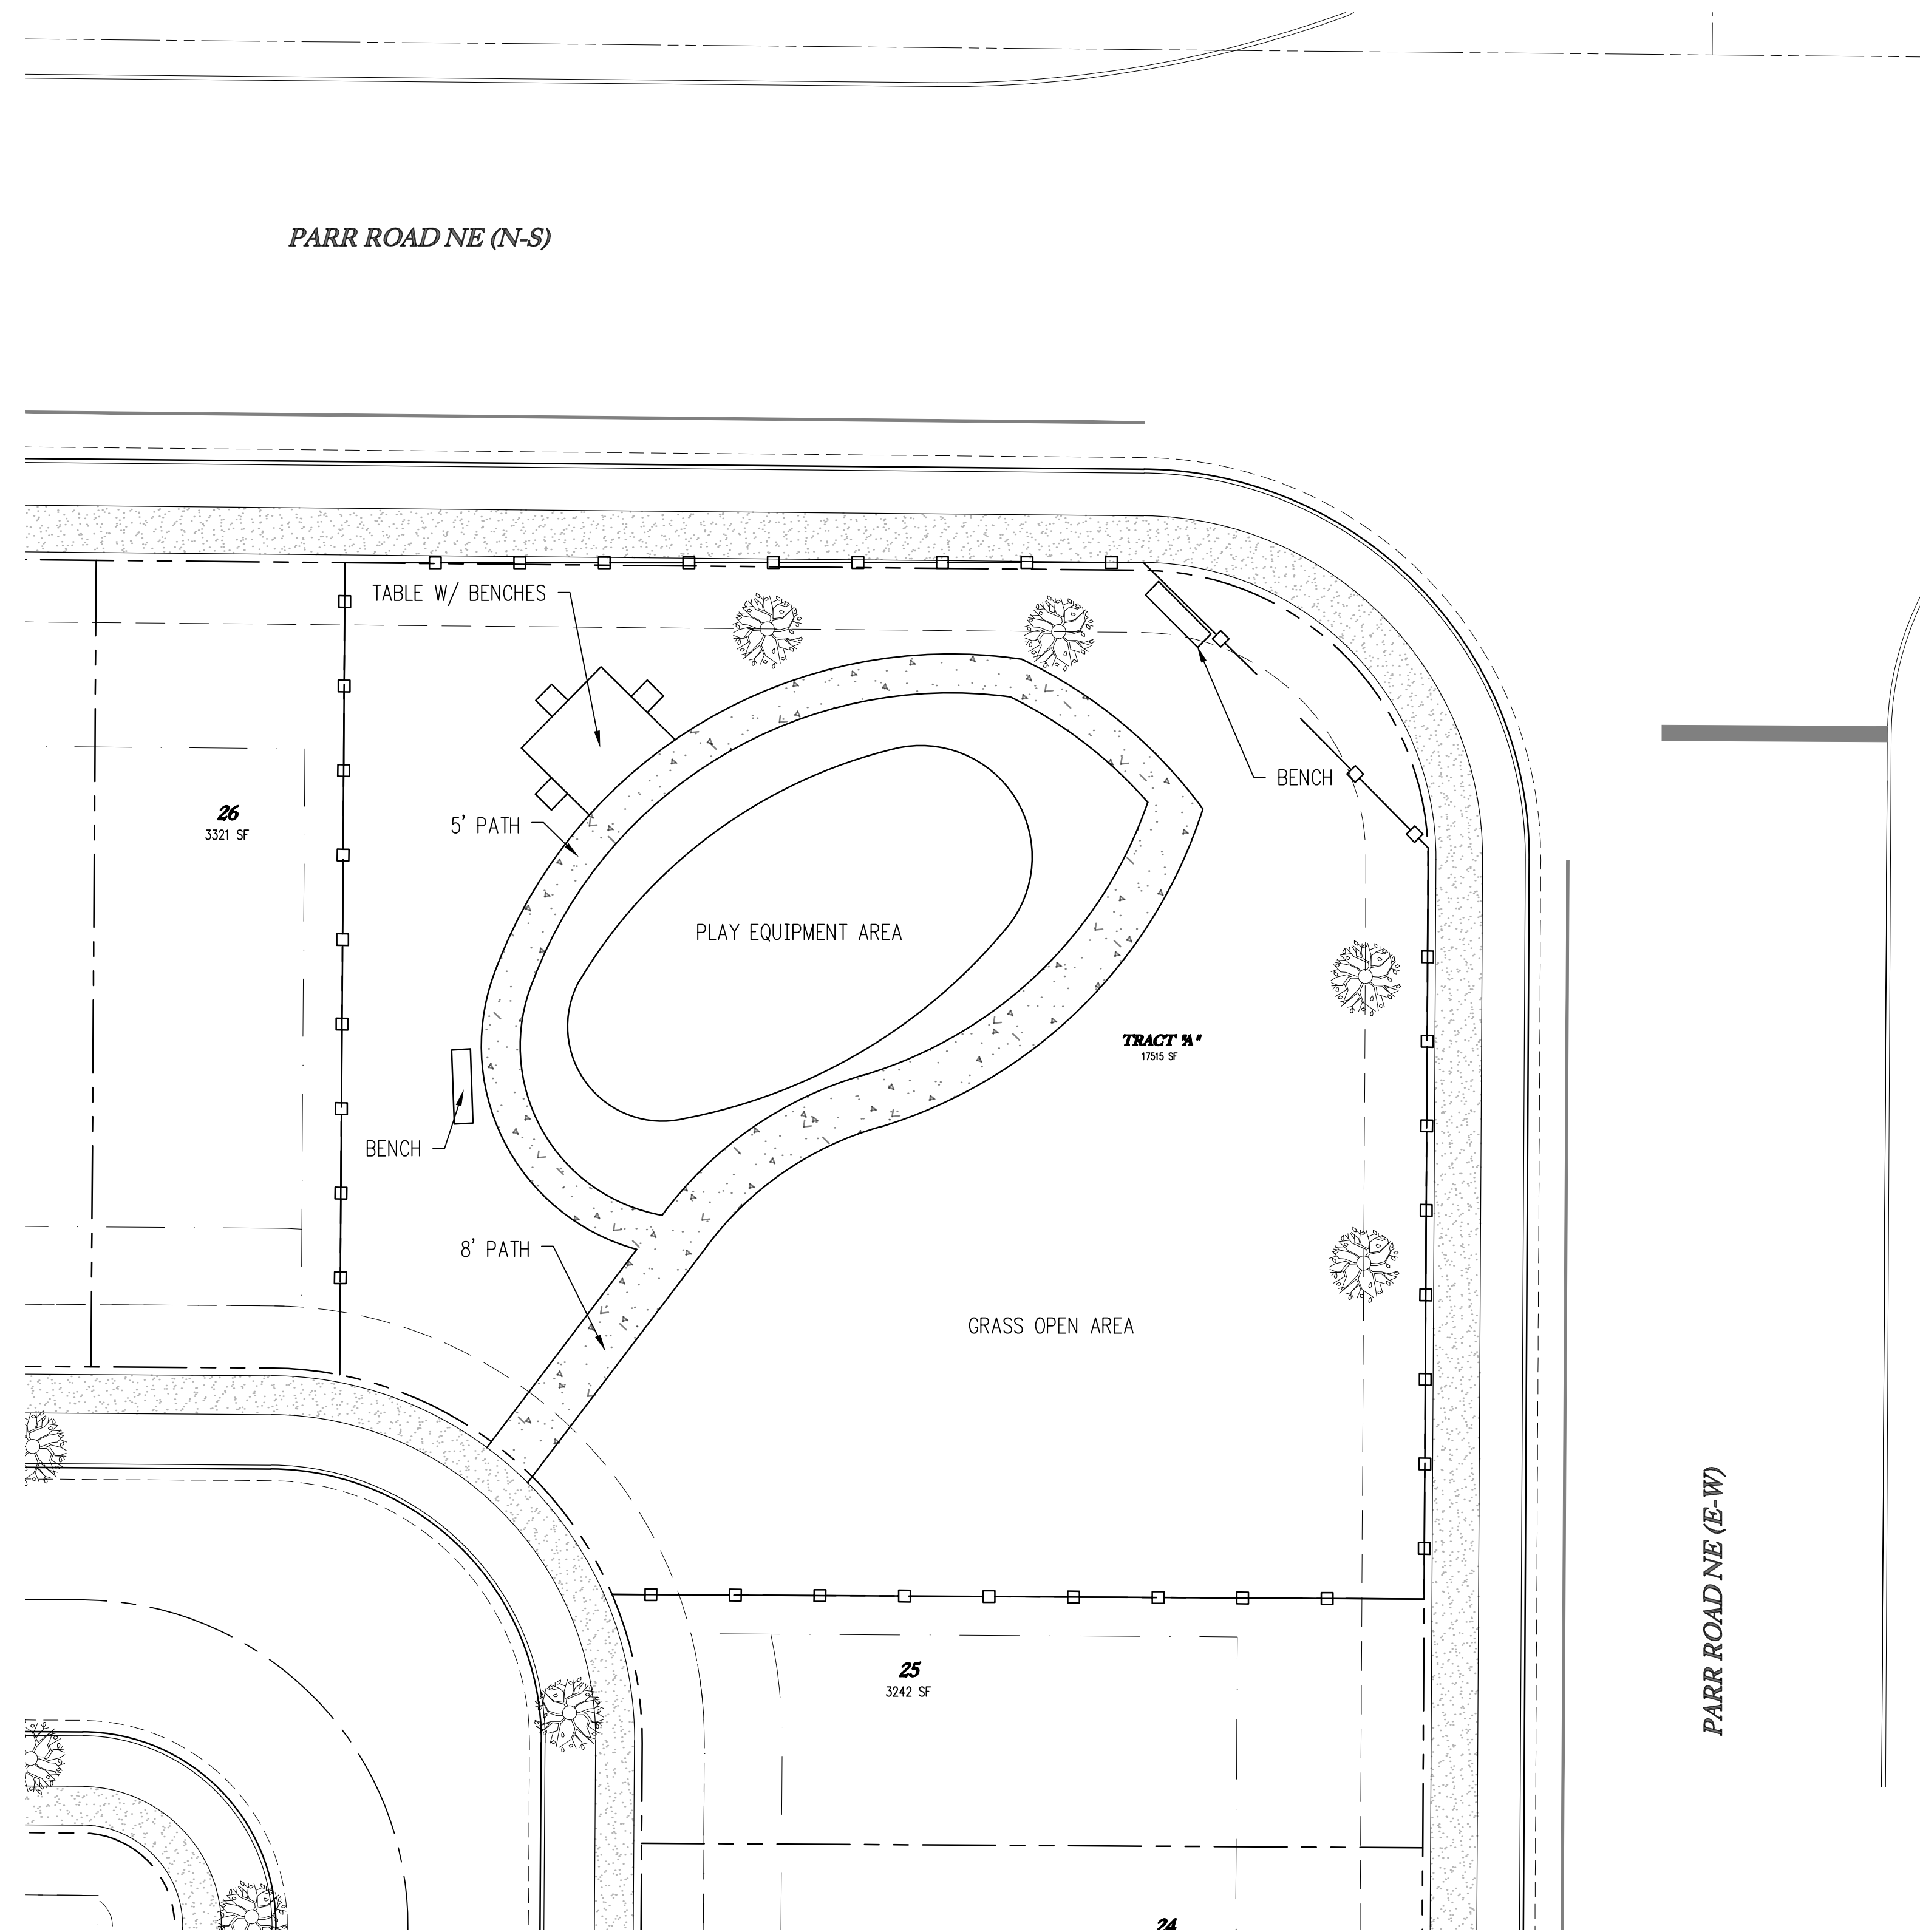 PARR ROAD NE (N-S)
TABLE W/ BENCHES
BENCH
26
3321 SF
5' PATH
PLAY EQUIPMENT AREA
TRACT "A"
17515 SF
BENCH
8' PATH
GRASS OPEN AREA
PARR ROAD NE (E-W)
25
3242 SF
24